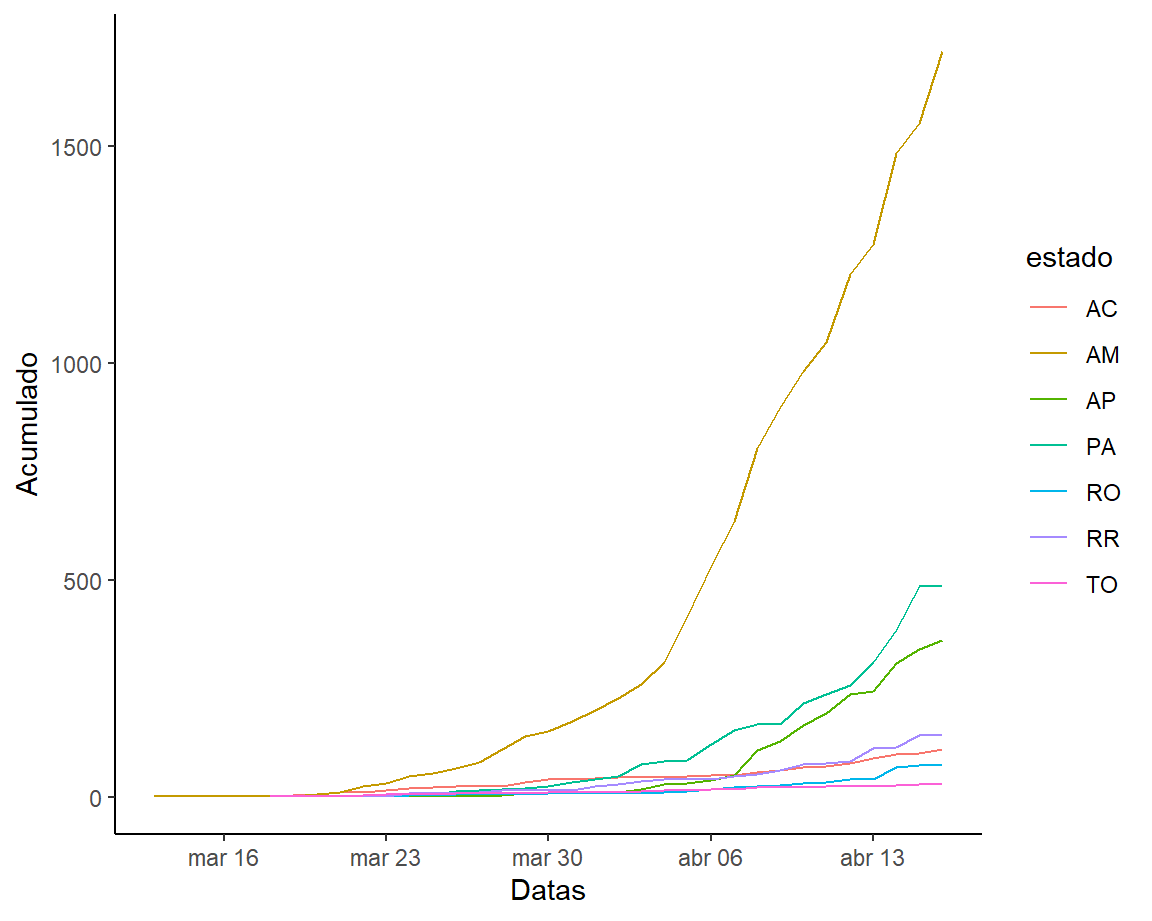 Acumulado
1500
1000
500
0
mar 16
mar 23
mar 30
abr 06
abr 13
Datas
estado
AC
AM
AP
PA
RO
RR
TO